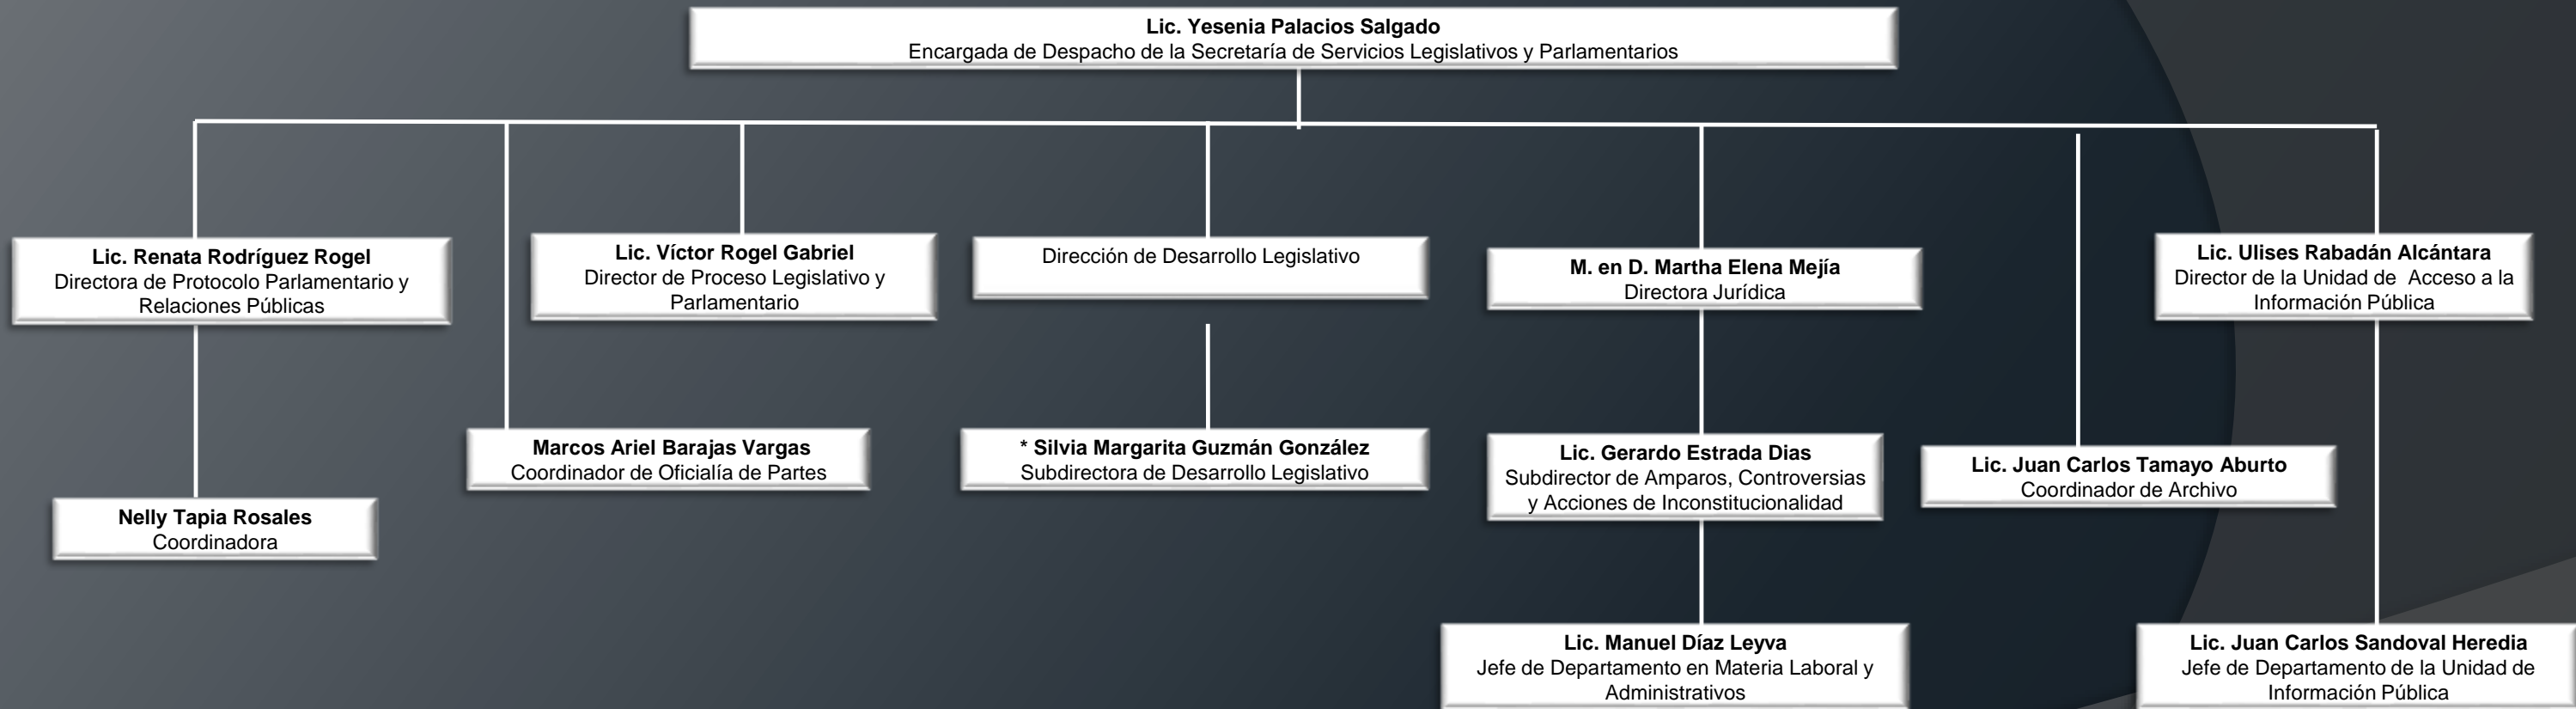 Lic. Yesenia Palacios Salgado
Encargada de Despacho de la Secretaría de Servicios Legislativos y Parlamentarios
Lic. Renata Rodríguez Rogel
Directora de Protocolo Parlamentario y
Relaciones Públicas
Lic. Víctor Rogel Gabriel
Director de Proceso Legislativo y
Parlamentario
Dirección de Desarrollo Legislativo
M. en D. Martha Elena Mejía
Directora Jurídica
Lic. Ulises Rabadán Alcántara
Director de la Unidad de  Acceso a la
Información Pública
Marcos Ariel Barajas Vargas
Coordinador de Oficialía de Partes
* Silvia Margarita Guzmán González
Subdirectora de Desarrollo Legislativo
Lic. Gerardo Estrada Dias
Subdirector de Amparos, Controversias
y Acciones de Inconstitucionalidad
Lic. Juan Carlos Tamayo Aburto
Coordinador de Archivo
Nelly Tapia Rosales
Coordinadora
Lic. Manuel Díaz Leyva
Jefe de Departamento en Materia Laboral y
Administrativos
Lic. Juan Carlos Sandoval Heredia
Jefe de Departamento de la Unidad de
Información Pública